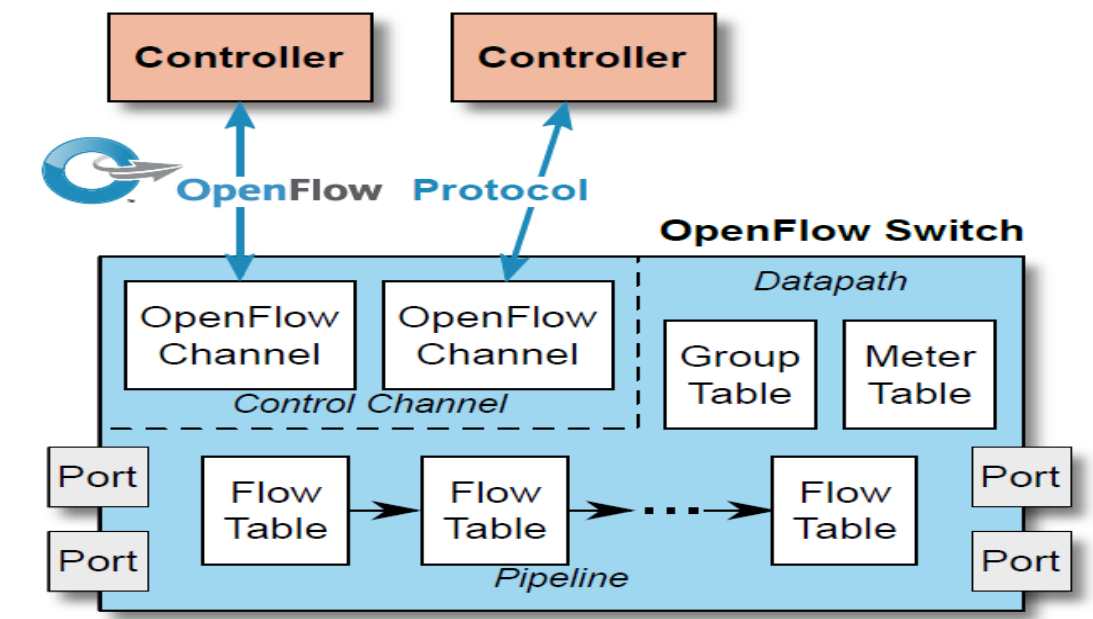 Controller
Controller
OpenFlow Protocol
OpenFlow Switch
OpenFlow
Channel
OpenFlow
Channel
Control Channel
Datapath
Group
Table
Meter
Table
Port
Port
Flow
Table
Flow
Table
...
Flow
Table
Pipeline
Port
Port